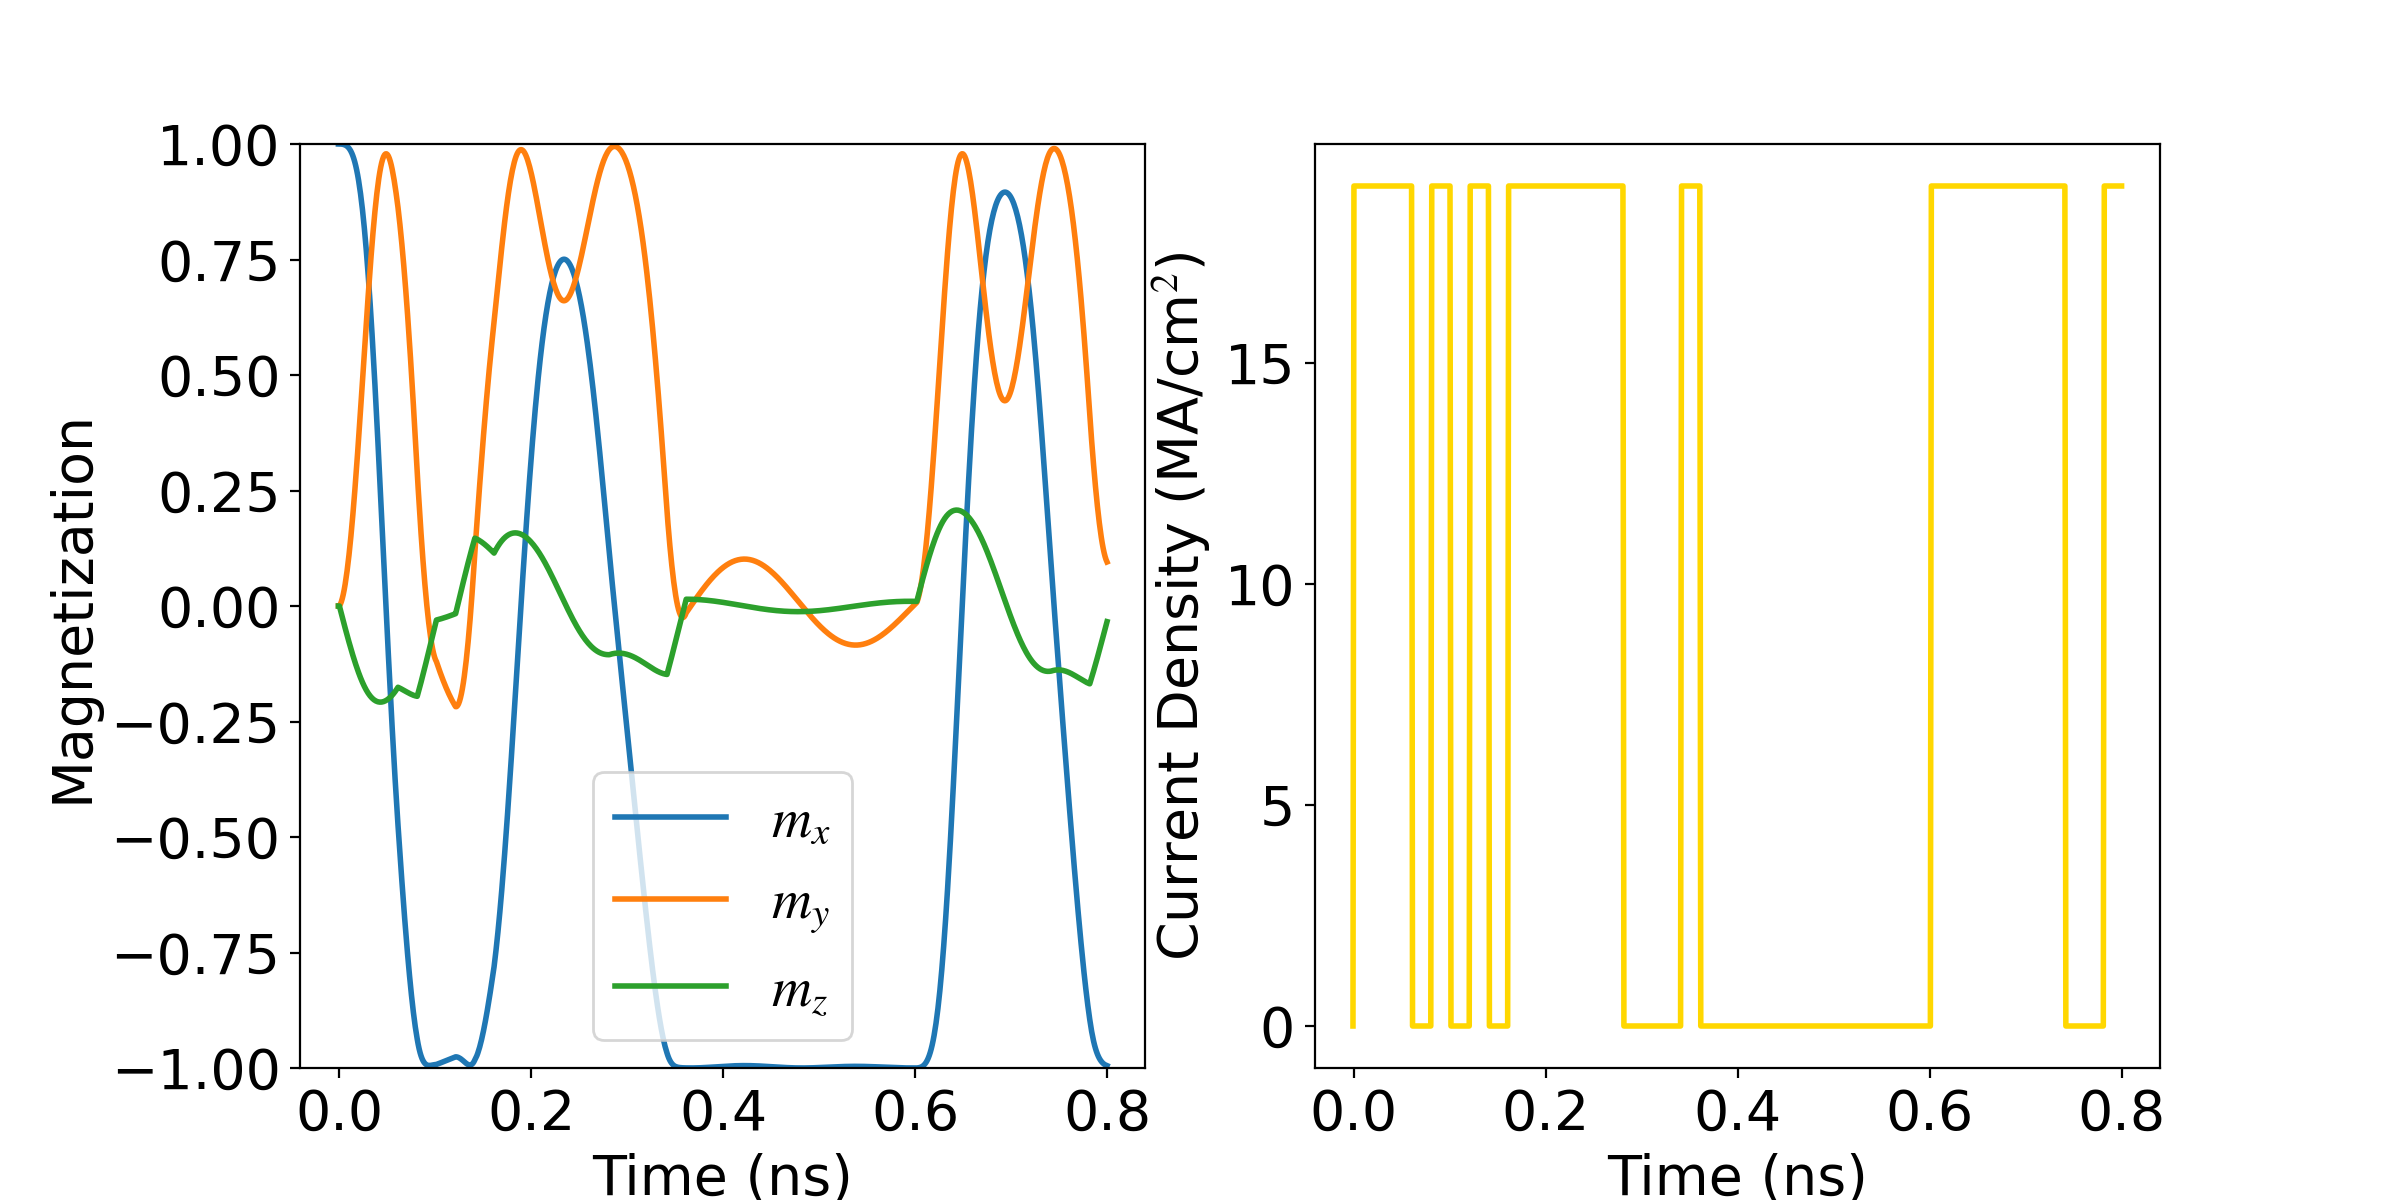 Magnetization
1.00
0.75
0.50
0.25
0.00
−0.25
−0.50
−0.75
−1.00
0.0 0.2 0.4 0.6 0.8
Time (ns)
m_x
m_y
m_z
Current Density (MA/cm²)
15
10
5
0
0.0 0.2 0.4 0.6 0.8
Time (ns)